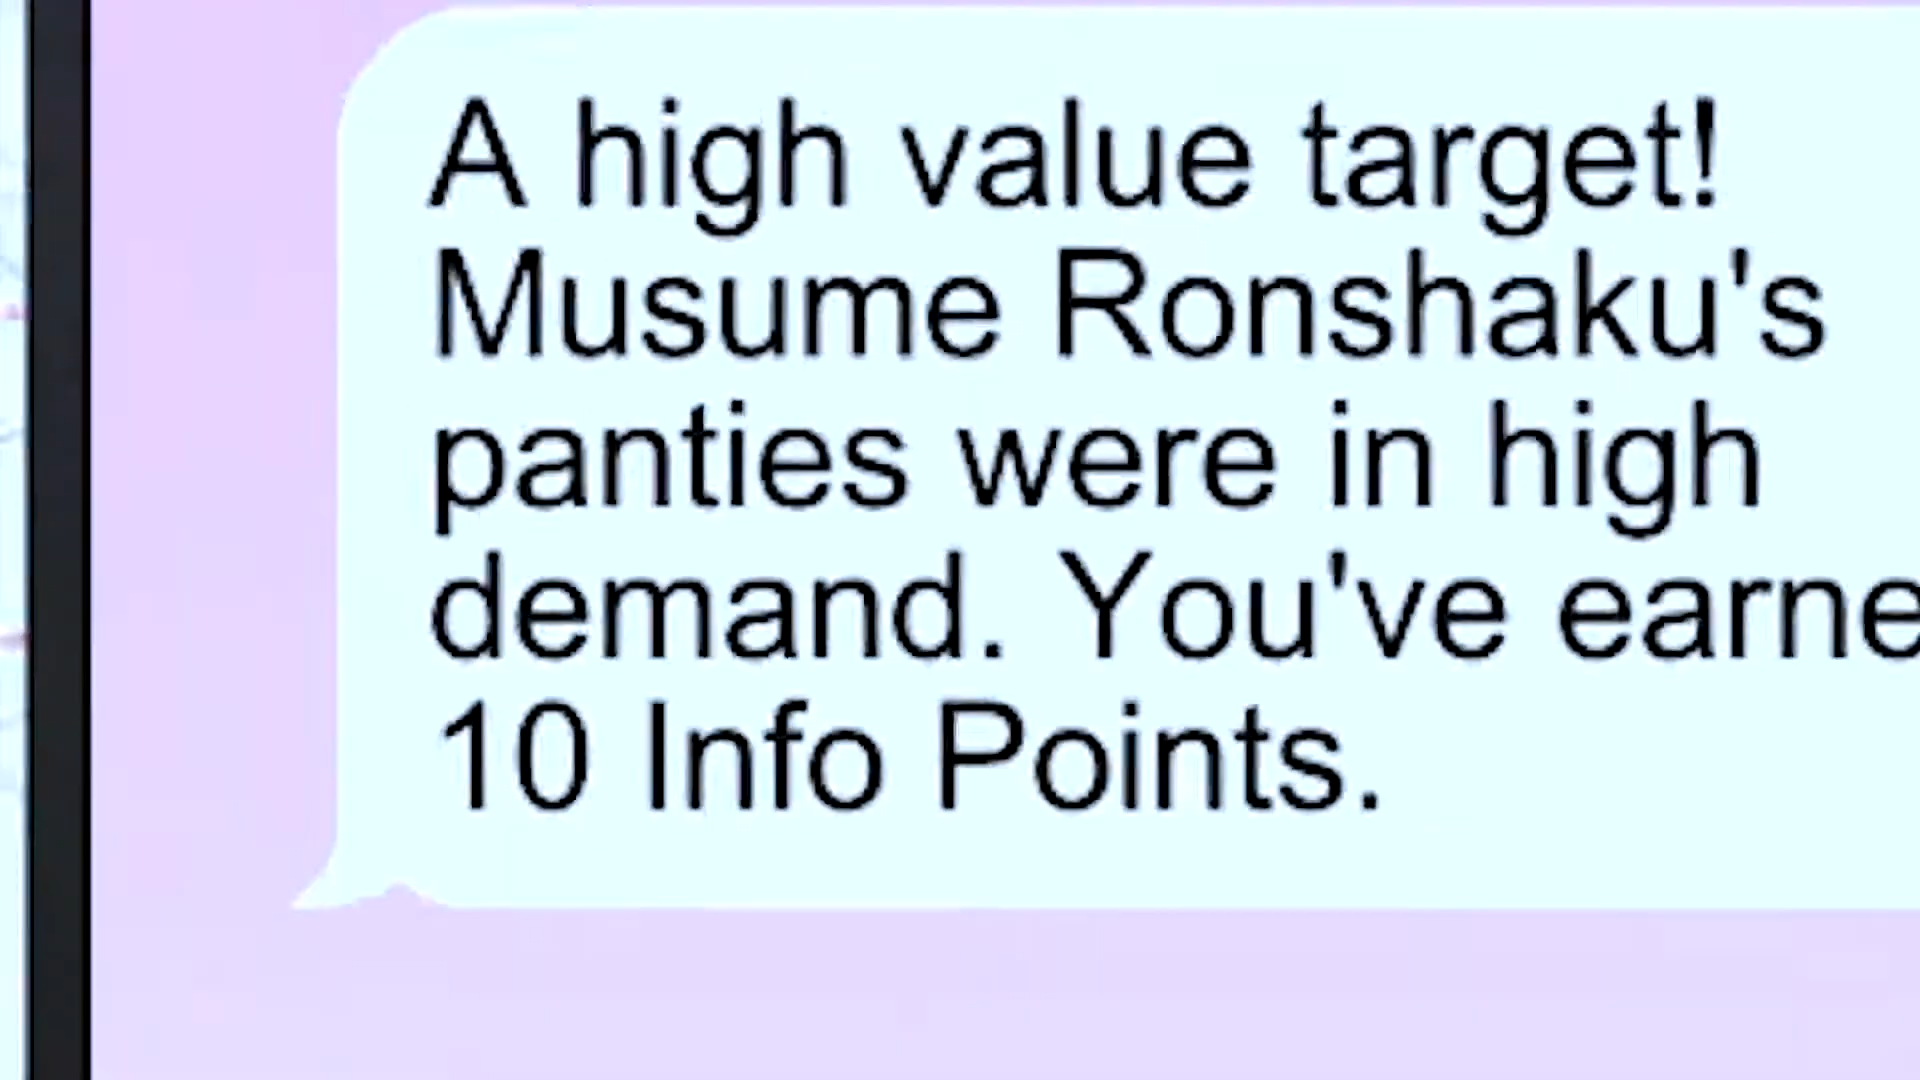 A high value target!
Musume Ronshaku's
panties were in high
demand. You've earne
10 Info Points.